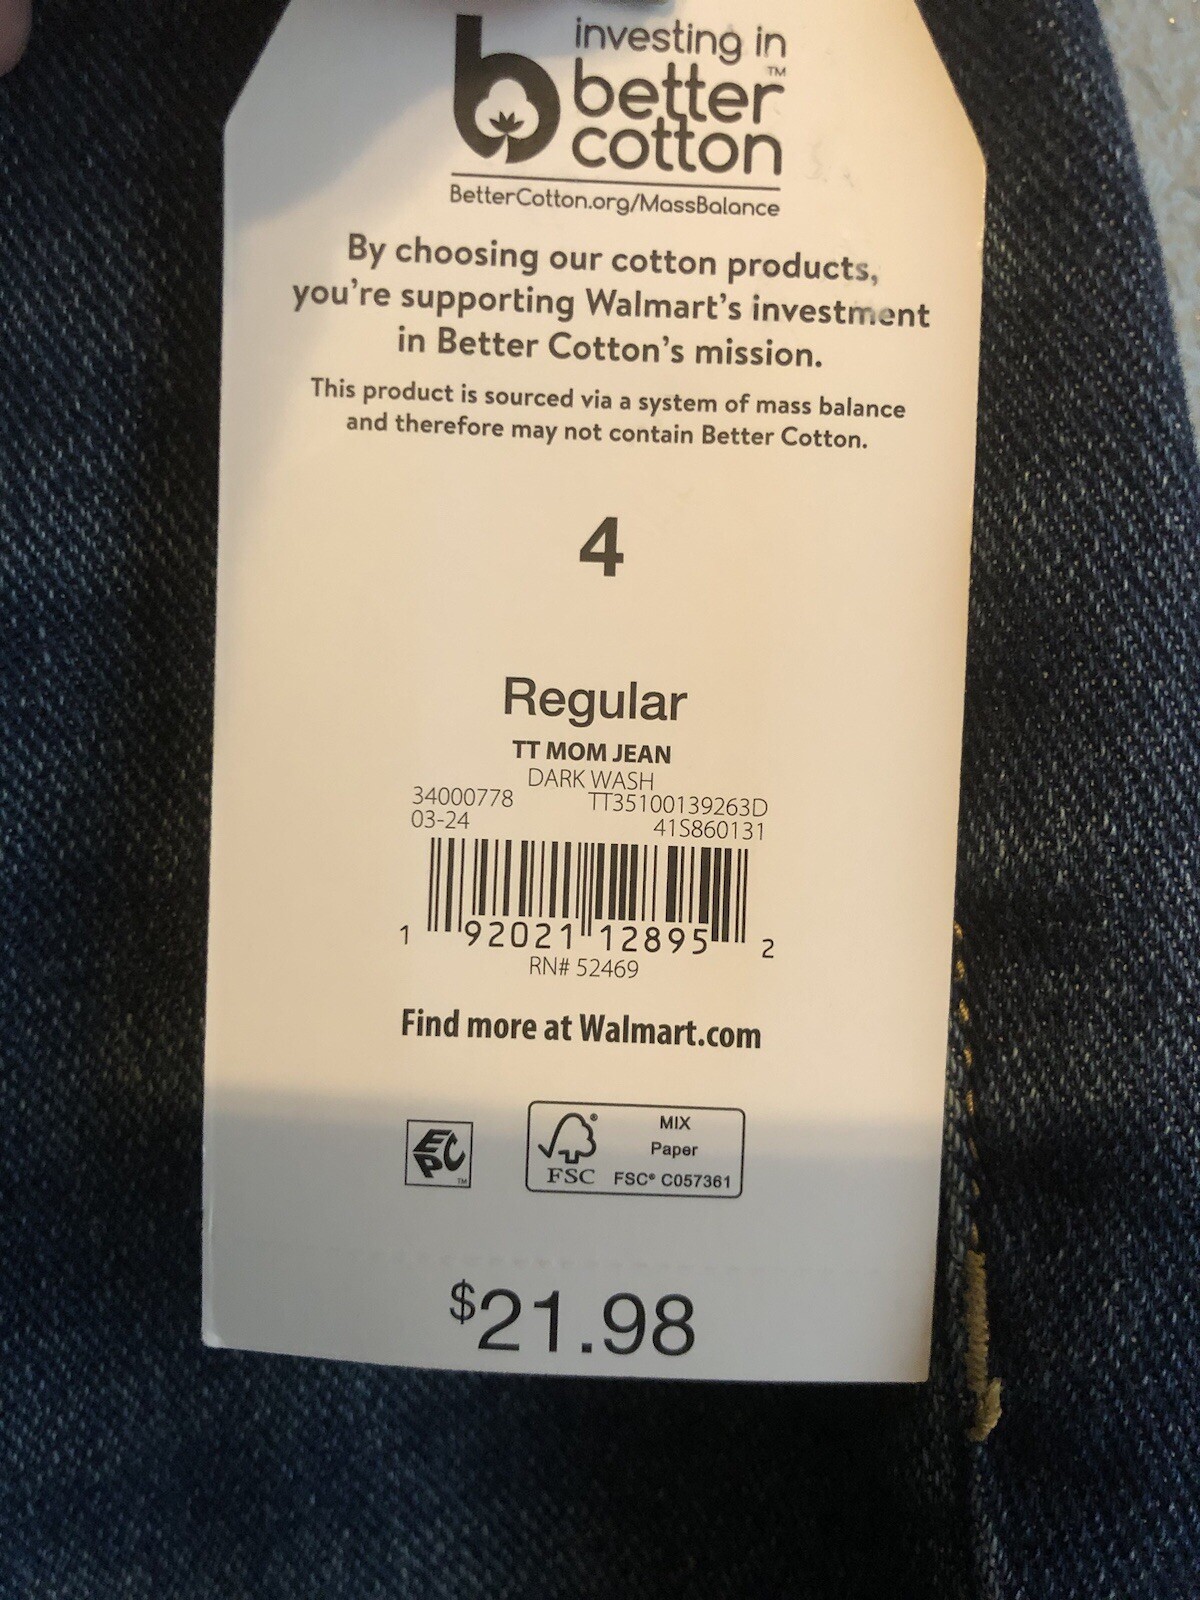 investing in
better™
cotton
BetterCotton.org/MassBalance
By choosing our cotton products,
you're supporting Walmart's investment
in Better Cotton's mission.
This product is sourced via a system of mass balance
and therefore may not contain Better Cotton.
4
Regular
TT MOM JEAN
DARK WASH
34000778 TT35100139263D
03-24 41S860131
1 92021 12895 2
RN# 52469
Find more at Walmart.com
EPC™
MIX
Paper
FSC® C057361
FSC
$21.98